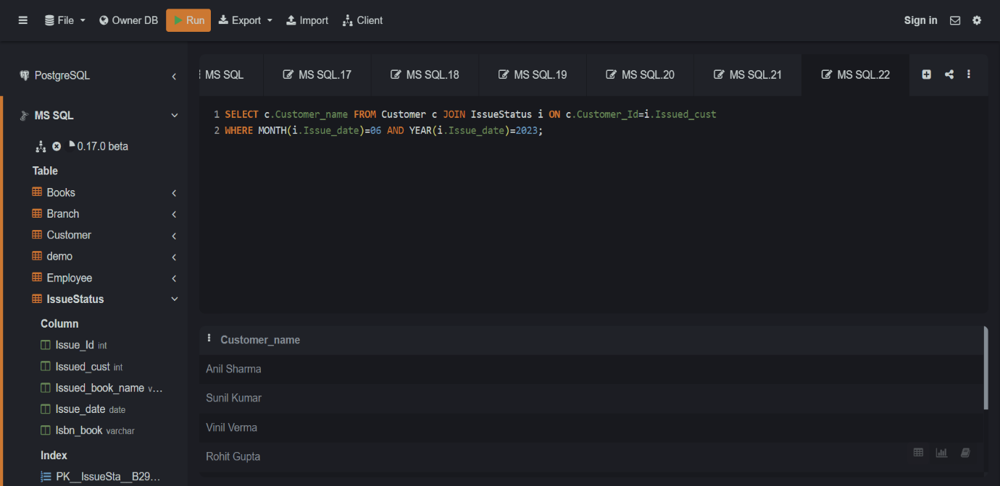 File Owner DB Run Export Import Client Sign in
PostgreSQL
MS SQL
0.17.0 beta
Table
Books
Branch
Customer
demo
Employee
IssueStatus
Column
Issue_Id int
Issued_cust int
Issued_book_name v...
Issue_date date
Isbn_book varchar
Index
PK__IssueSta__B29...
MS SQL MS SQL.17 MS SQL.18 MS SQL.19 MS SQL.20 MS SQL.21 MS SQL.22
1 SELECT c.Customer_name FROM Customer c JOIN IssueStatus i ON c.Customer_Id=i.Issued_cust
2 WHERE MONTH(i.Issue_date)=06 AND YEAR(i.Issue_date)=2023;
Customer_name
Anil Sharma
Sunil Kumar
Vinil Verma
Rohit Gupta